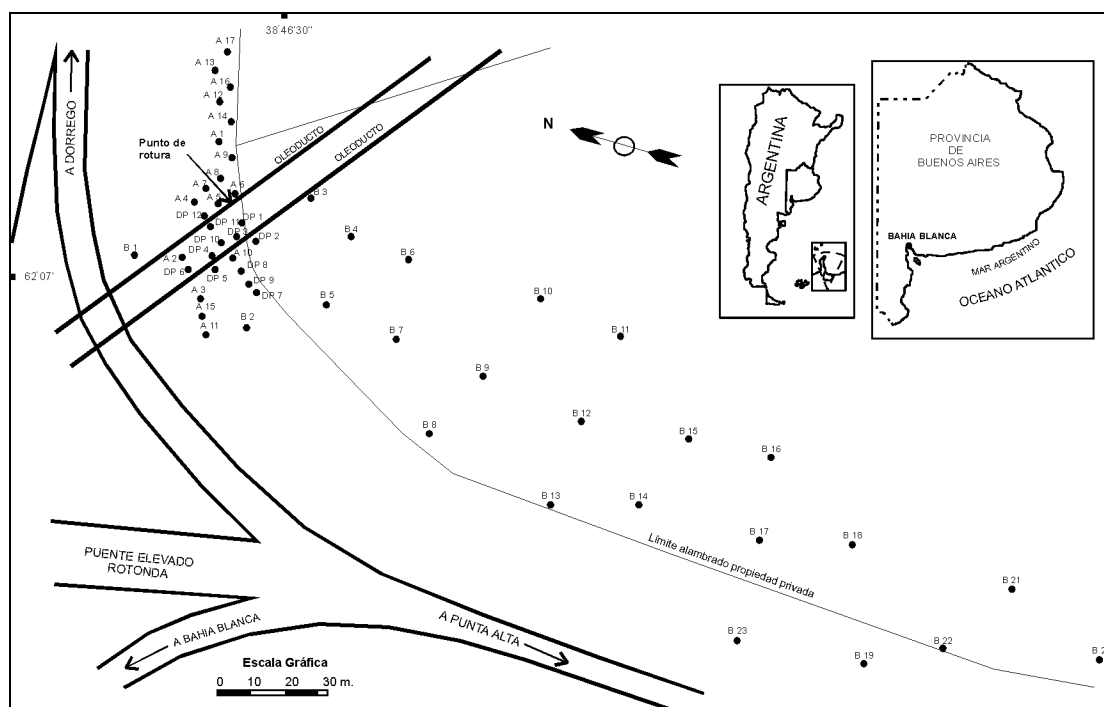 38°46'30''
A 17
A 13
A 16
A 12
A 14
A 1
A 9
A 8
A 7
A 6
A 4
A 5
Punto de
rotura
OLEODUCTO
OLEODUCTO
A DORREGO
N
ARGENTINA
PROVINCIA
DE
BUENOS AIRES
BAHIA BLANCA
MAR ARGENTINO
OCEANO ATLANTICO
62°07'
DP 12
DP 11
DP 1
DP 3
DP 2
DP 10
DP 4
A 2
A 10
DP 8
DP 6
DP 5
DP 9
DP 7
A 3
A 15
A 11
B 1
B 2
B 3
B 4
B 6
B 5
B 7
B 10
B 11
B 9
B 8
B 12
B 15
B 16
B 13
B 14
B 17
B 18
B 21
B 23
B 19
B 22
Límite alambrado propiedad privada
PUENTE ELEVADO
ROTONDA
A BAHIA BLANCA
A PUNTA ALTA
Escala Gráfica
0 10 20 30 m.